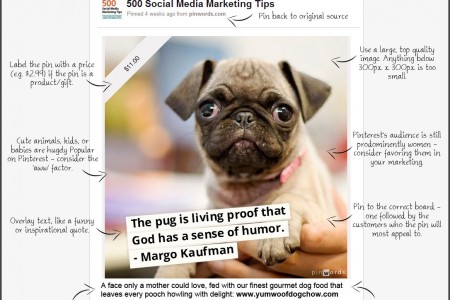 500 Social Media Marketing Tips
Pinned 4 weeks ago from pinwords.com
Pin back to original source
500
Social Media
Marketing
Tips
Label the pin with a price
(eg. $2.99) if the pin is a
product/gift.
$11.00
Use a large, top quality
image. Anything below
300px x 300px is too
small.
Cute animals, kids, or
babies are hugely popular
on Pinterest - consider the
'aww' factor.
Pinterest's audience is still
predominently women -
consider favoring them in
your marketing.
Overlay text, like a funny
or inspirational quote.
Pin to the correct board -
one followed by the
customers who the pin will
most appeal to.
The pug is living proof that
God has a sense of humor.
- Margo Kaufman
pinwords
A face only a mother could love, fed with our finest gourmet dog food that
leaves every pooch howling with delight: www.yumwoofdogchow.com